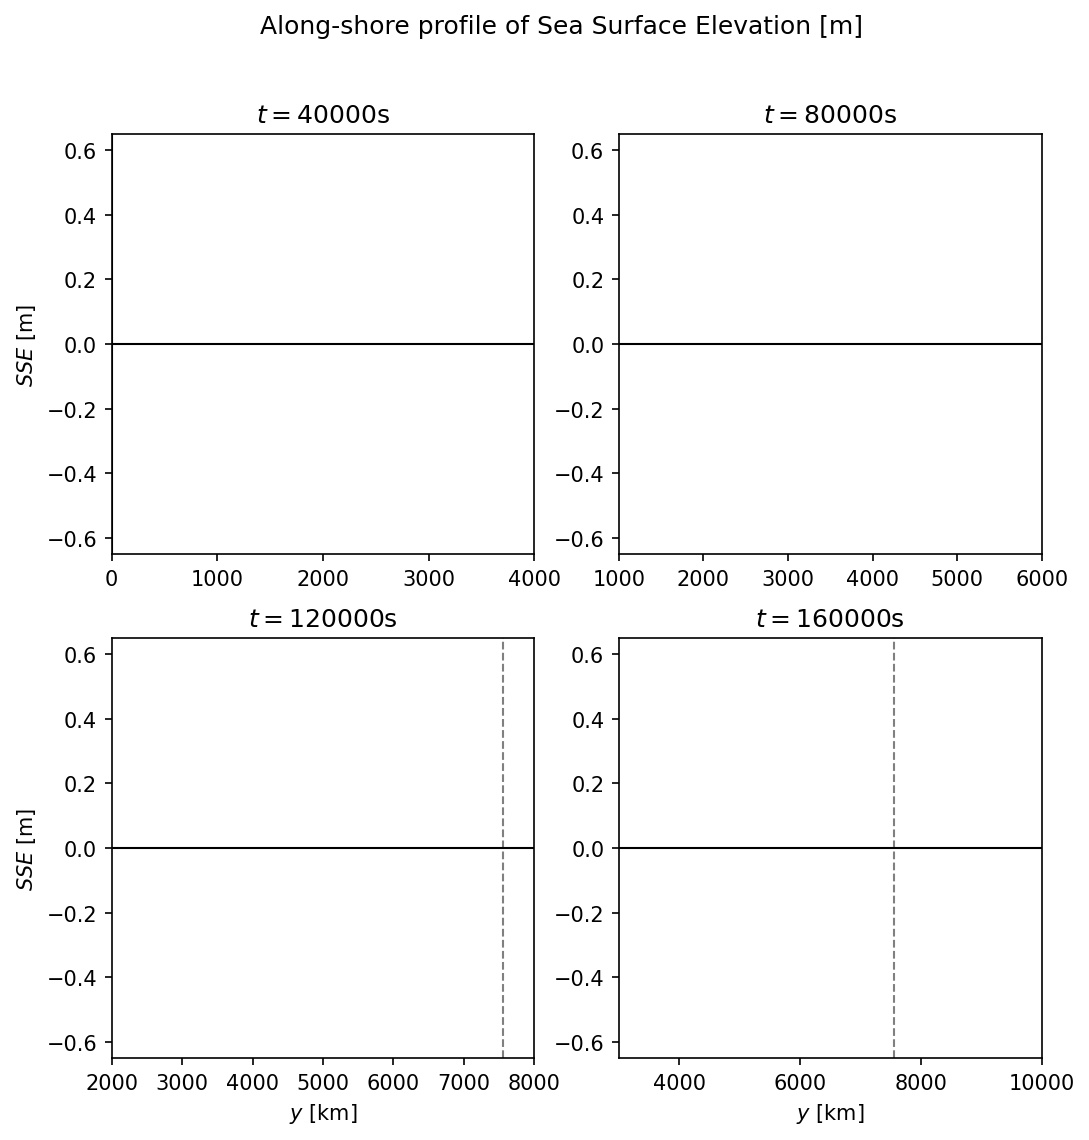 Along-shore profile of Sea Surface Elevation [m]
t = 40000s
t = 80000s
0.6
0.4
0.2
0.0
−0.2
−0.4
−0.6
SSE [m]
0 1000 2000 3000 4000
0.6
0.4
0.2
0.0
−0.2
−0.4
−0.6
1000 2000 3000 4000 5000 6000
t = 120000s
t = 160000s
0.6
0.4
0.2
0.0
−0.2
−0.4
−0.6
SSE [m]
2000 3000 4000 5000 6000 7000 8000
y [km]
0.6
0.4
0.2
0.0
−0.2
−0.4
−0.6
4000 6000 8000 10000
y [km]